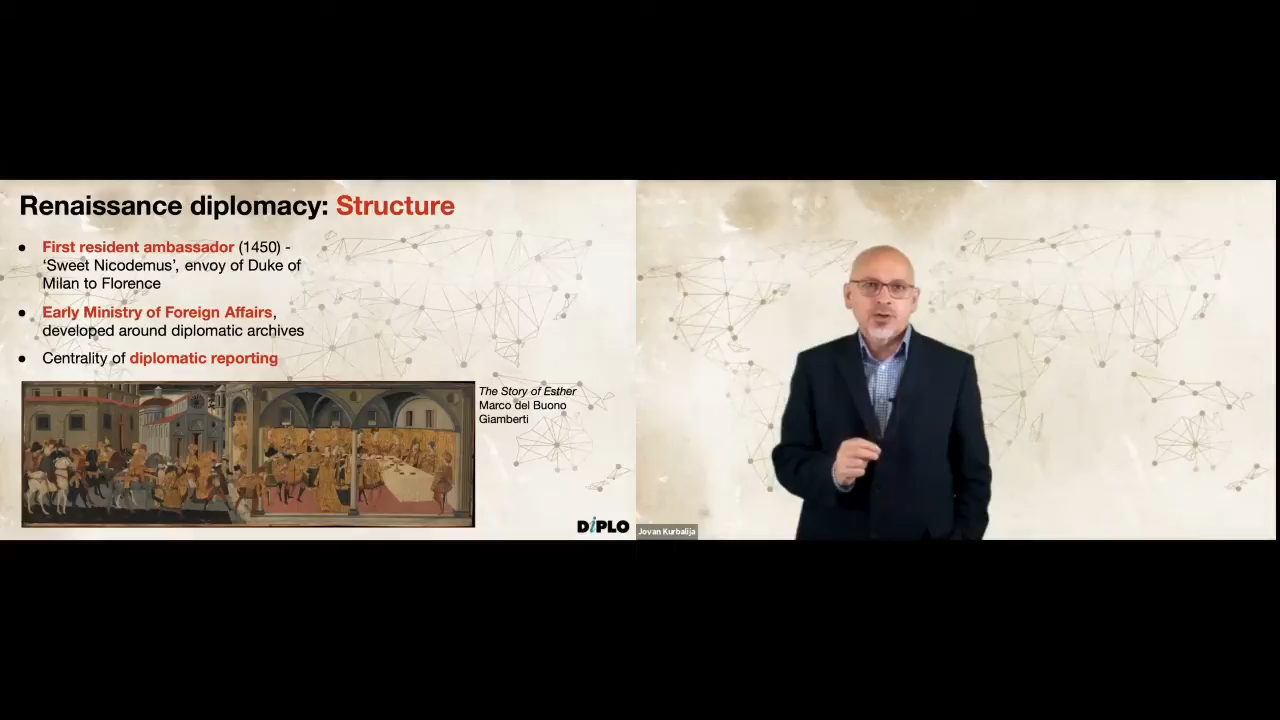 Renaissance diplomacy: Structure
● First resident ambassador (1450) -
‘Sweet Nicodemus’, envoy of Duke of
Milan to Florence
● Early Ministry of Foreign Affairs,
developed around diplomatic archives
● Centrality of diplomatic reporting
The Story of Esther
Marco del Buono
Giamberti
DiPLO
Jovan Kurbalija